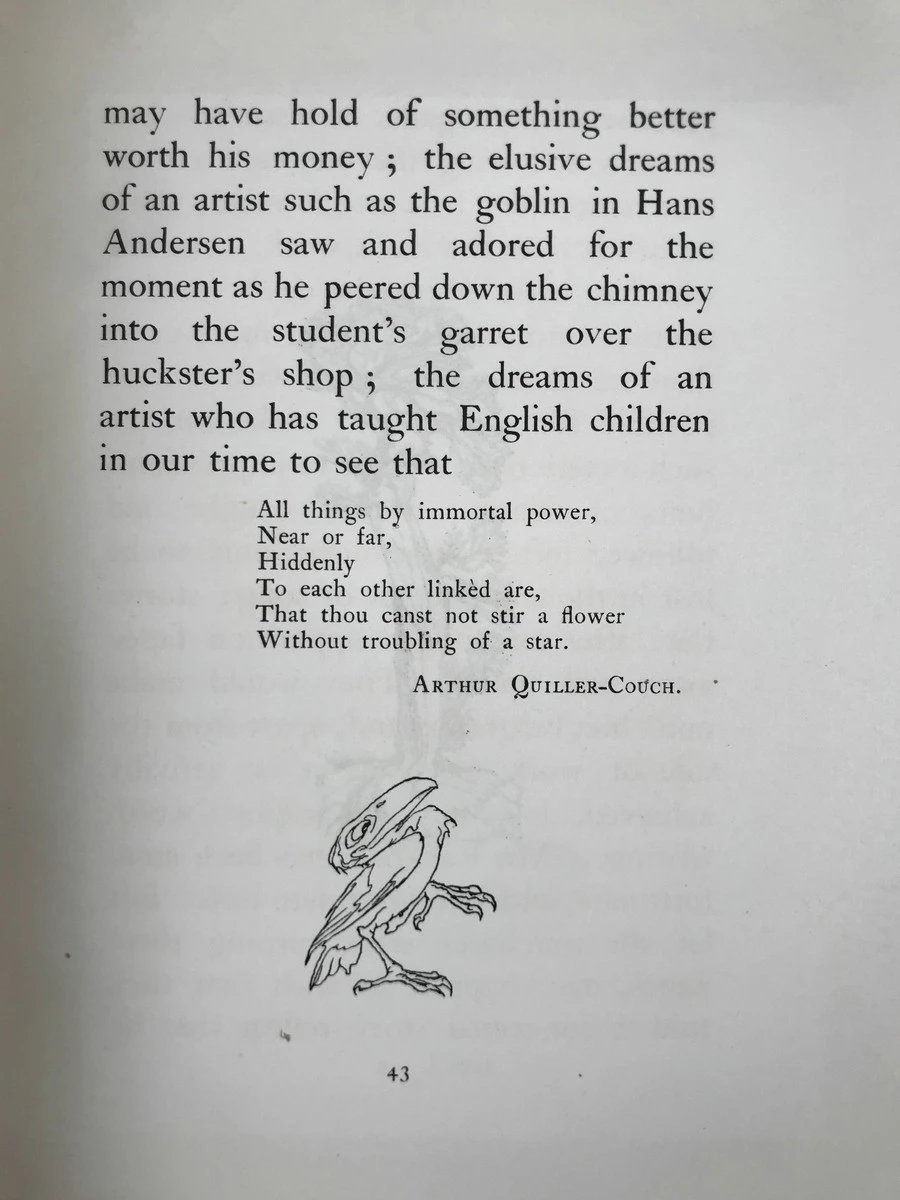 may have hold of something better
worth his money ; the elusive dreams
of an artist such as the goblin in Hans
Andersen saw and adored for the
moment as he peered down the chimney
into the student’s garret over the
huckster’s shop ; the dreams of an
artist who has taught English children
in our time to see that
All things by immortal power,
Near or far,
Hiddenly
To each other linkèd are,
That thou canst not stir a flower
Without troubling of a star.
Arthur Quiller-Couch.
43